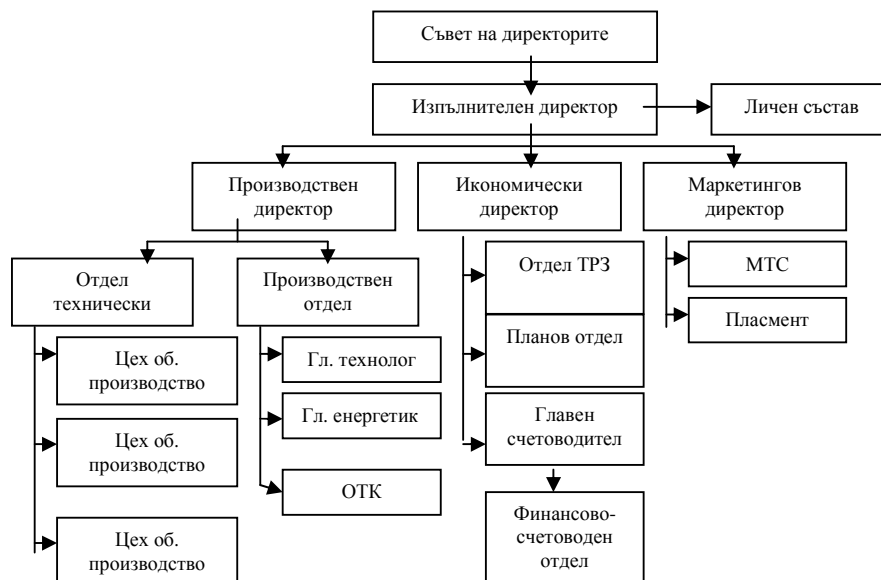 Съвет на директорите
Изпълнителен директор
Личен състав
Производствен
директор
Икономически
директор
Маркетингов
директор
Отдел
технически
Производствен
отдел
Отдел ТРЗ
МТС
Планов отдел
Пласмент
Цех об.
производство
Гл. технолог
Гл. енергетик
Главен
счетоводител
Цех об.
производство
ОТК
Финансово-
счетоводен
отдел
Цех об.
производство